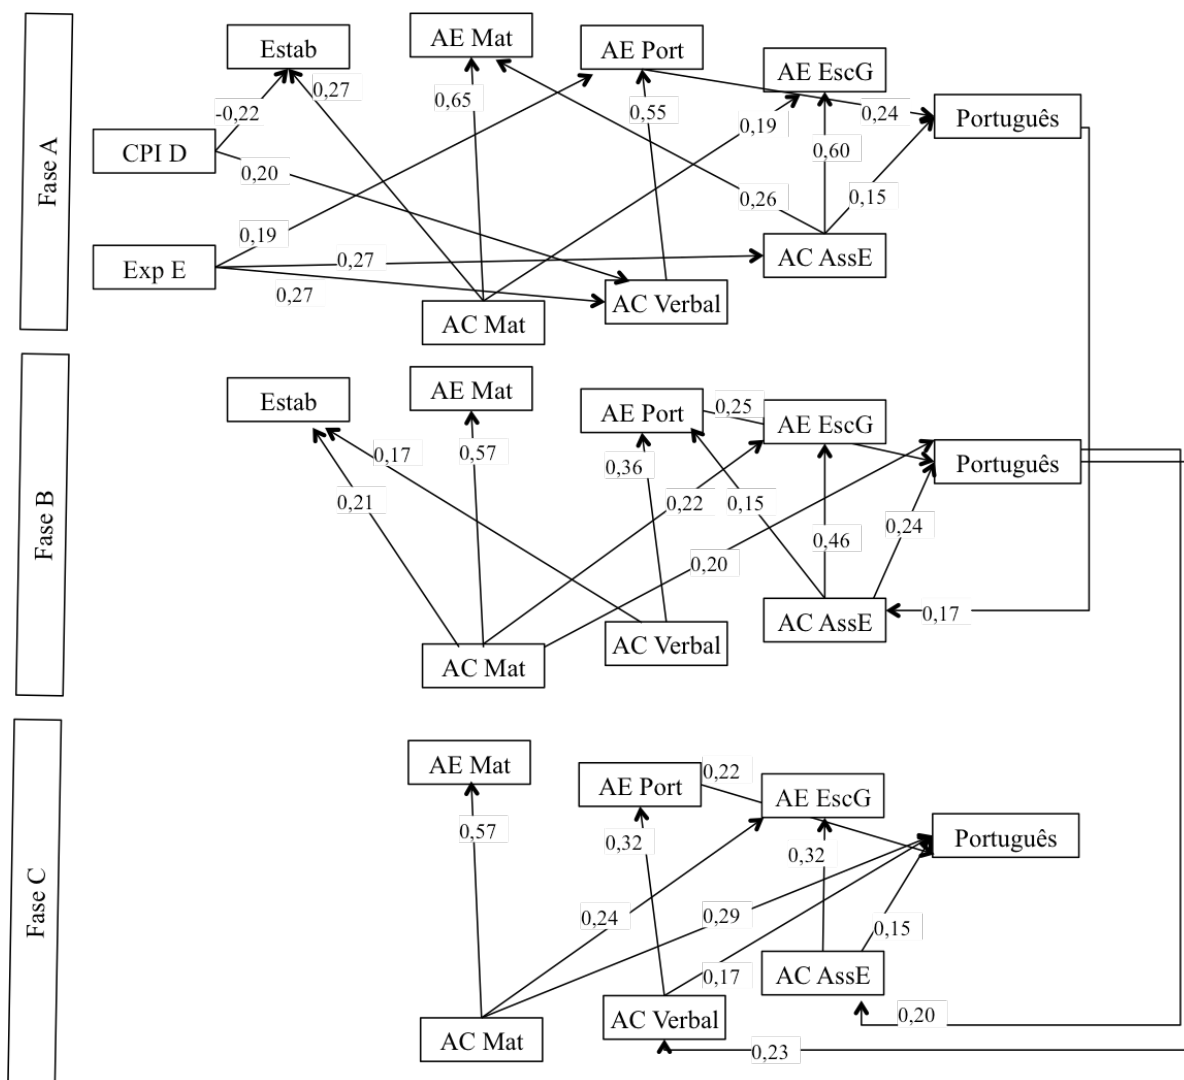 Fase A
Estab
AE Mat
AE Port
AE EscG
Português
CPI D
Exp E
AC Mat
AC Verbal
AC AssE
-0,22
0,27
0,65
0,55
0,19
0,24
0,20
0,60
0,15
0,26
0,19
0,27
0,27
Fase B
Estab
AE Mat
AE Port
AE EscG
Português
AC Mat
AC Verbal
AC AssE
0,25
0,17
0,57
0,36
0,21
0,22
0,15
0,24
0,46
0,20
0,17
Fase C
AE Mat
AE Port
AE EscG
Português
AC Mat
AC Verbal
AC AssE
0,22
0,57
0,32
0,32
0,24
0,29
0,15
0,17
0,20
0,23